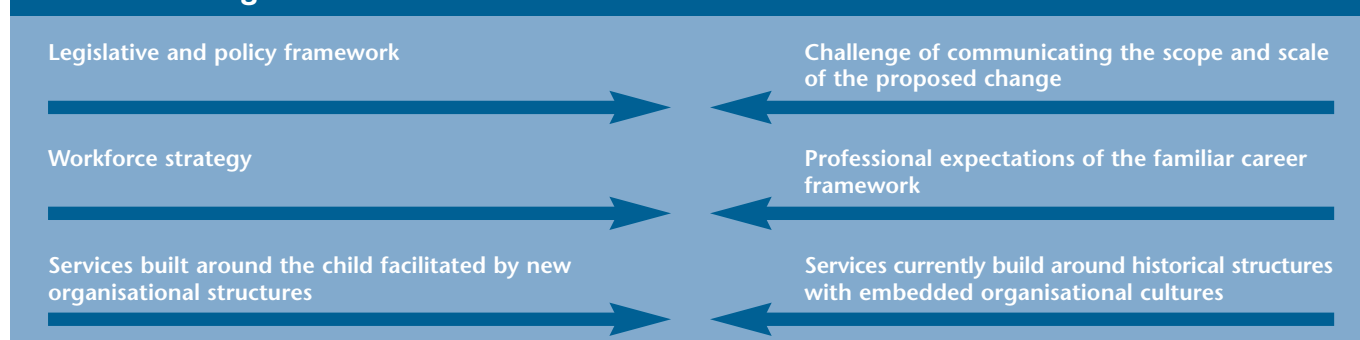 Legislative and policy framework
Challenge of communicating the scope and scale
of the proposed change
Workforce strategy
Professional expectations of the familiar career
framework
Services built around the child facilitated by new
organisational structures
Services currently build around historical structures
with embedded organisational cultures